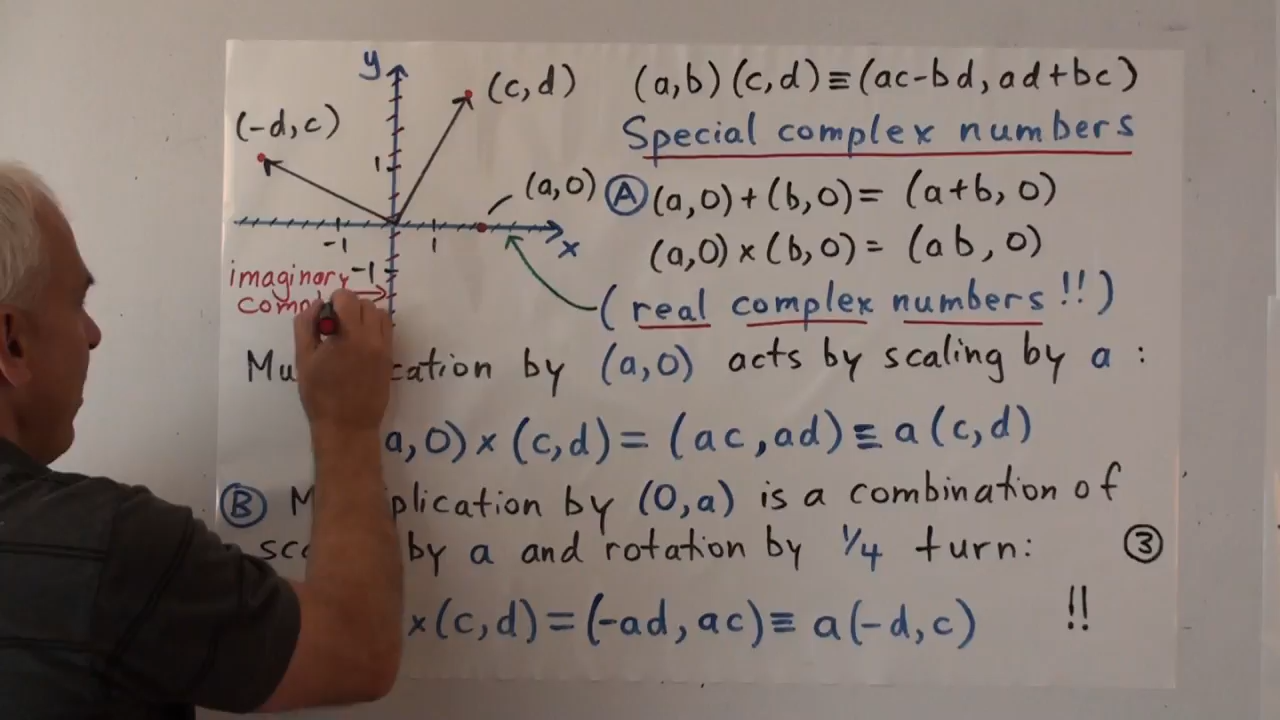 y
(c,d)
(-d,c)
1
(a,0)
-1
1
x
-1
imaginary
(a,b)(c,d)≡(ac-bd, ad+bc)
Special complex numbers
Ⓐ (a,0)+(b,0)= (a+b, 0)
(a,0)×(b,0)= (ab, 0)
(real complex numbers!!)
by (a,0) acts by scaling by a :
a,0)×(c,d)=(ac,ad)≡a(c,d)
Ⓑ by (0,a) is a combination of
by a and rotation by 1/4 turn:
③
×(c,d)=(-ad,ac)≡ a(-d,c) !!